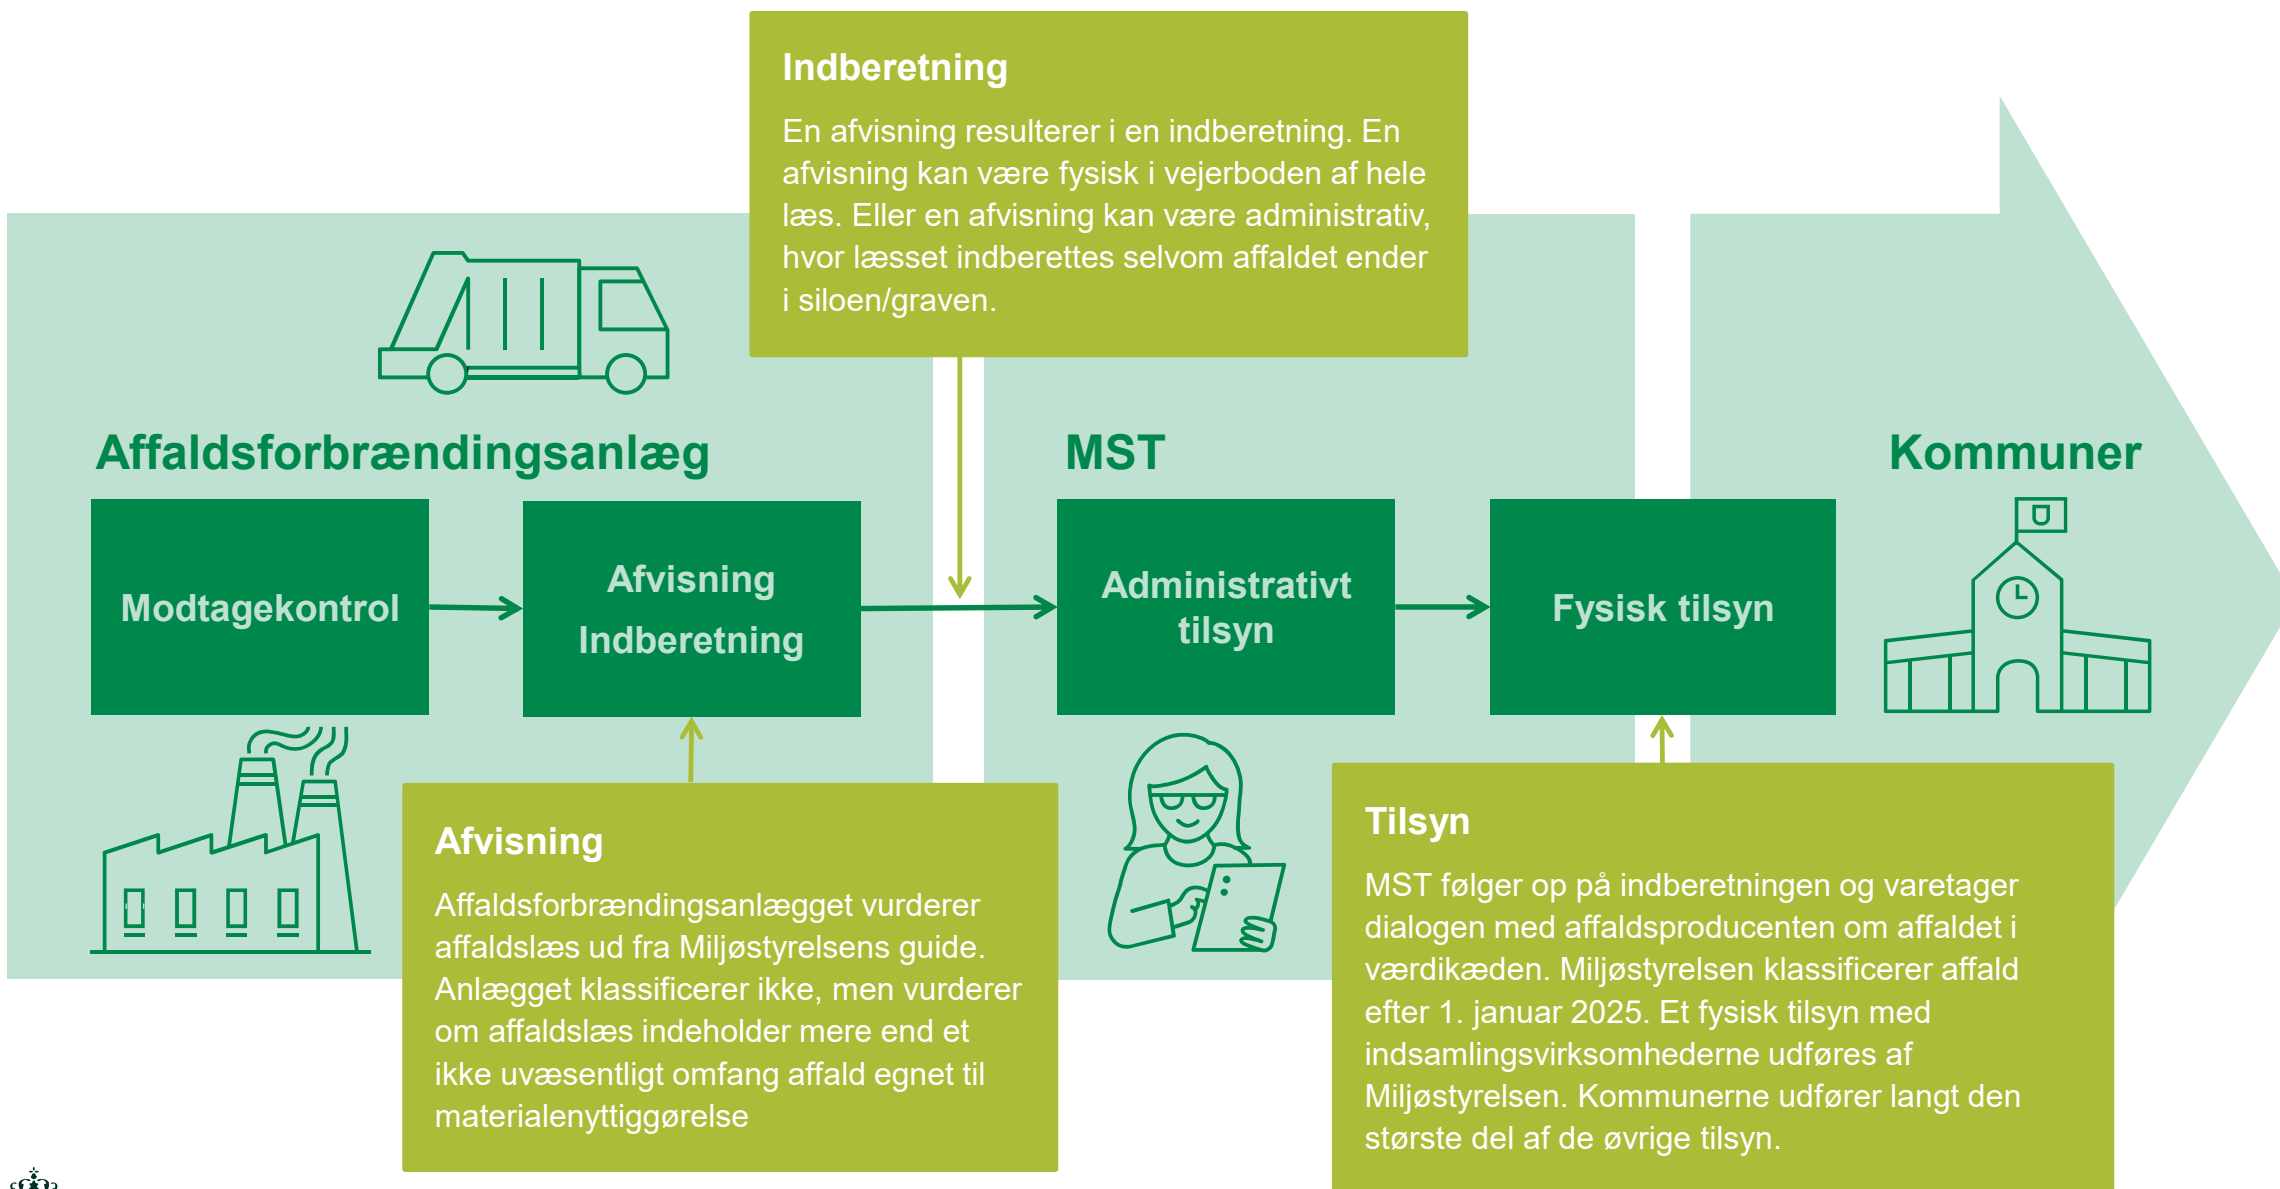 Indberetning
En afvisning resulterer i en indberetning. En
afvisning kan være fysisk i vejerboden af hele
læs. Eller en afvisning kan være administrativ,
hvor læsset indberettes selvom affaldet ender
i siloen/graven.
Affaldsforbrændingsanlæg
MST
Kommuner
Modtagekontrol
Afvisning
Indberetning
Administrativt
tilsyn
Fysisk tilsyn
Afvisning
Affaldsforbrændingsanlægget vurderer
affaldslæs ud fra Miljøstyrelsens guide.
Anlægget klassificerer ikke, men vurderer
om affaldslæs indeholder mere end et
ikke uvæsentligt omfang affald egnet til
materialenyttiggørelse
Tilsyn
MST følger op på indberetningen og varetager
dialogen med affaldsproducenten om affaldet i
værdikæden. Miljøstyrelsen klassificerer affald
efter 1. januar 2025. Et fysisk tilsyn med
indsamlingsvirksomhederne udføres af
Miljøstyrelsen. Kommunerne udfører langt den
største del af de øvrige tilsyn.